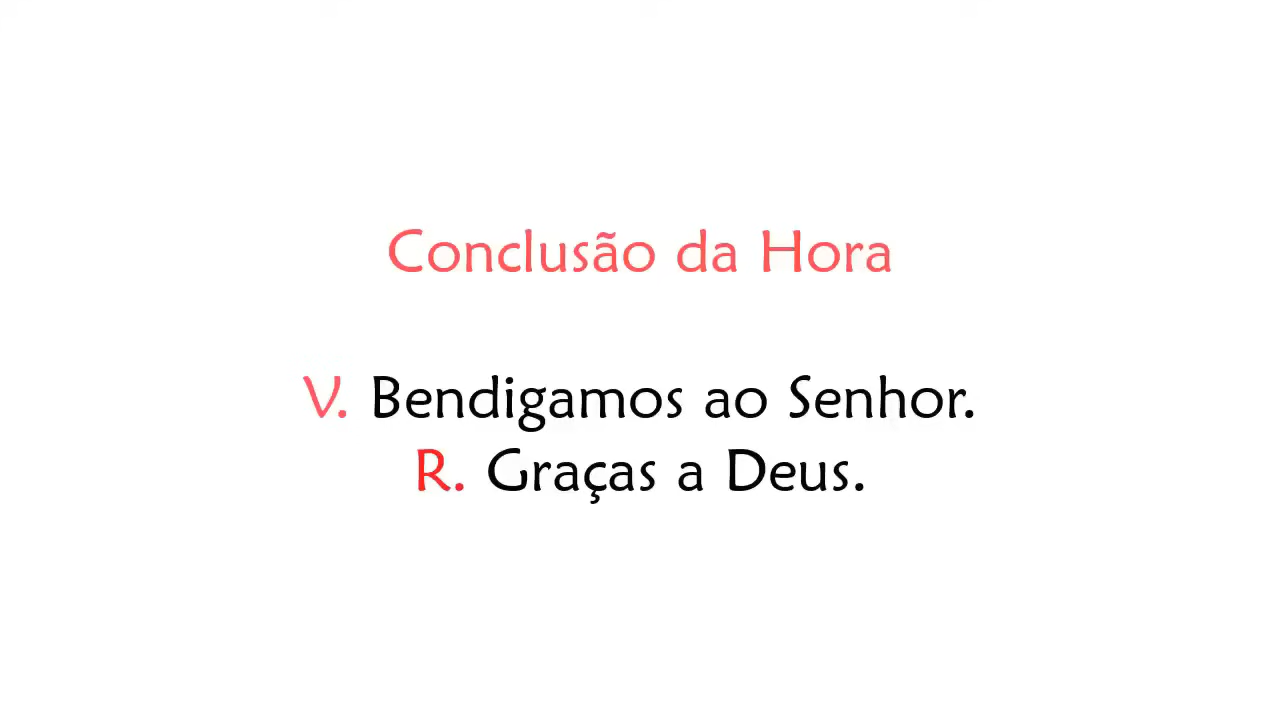 Conclusão da Hora
V. Bendigamos ao Senhor.
R. Graças a Deus.